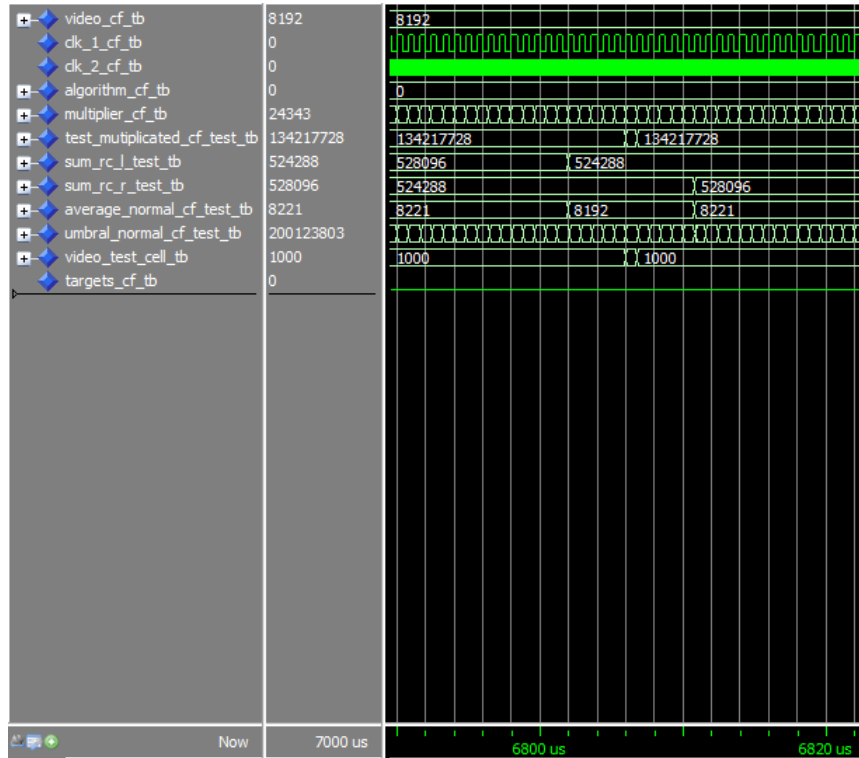 video_cf_tb 8192 8192
clk_1_cf_tb 0
clk_2_cf_tb 0
algorithm_cf_tb 0 0
multiplier_cf_tb 24343
test_mutiplicated_cf_test_tb 134217728 134217728 134217728
sum_rc_l_test_tb 524288 528096 524288
sum_rc_r_test_tb 528096 524288 528096
average_normal_cf_test_tb 8221 8221 8192 8221
umbral_normal_cf_test_tb 200123803
video_test_cell_tb 1000 1000 1000
targets_cf_tb 0
Now 7000 us 6800 us 6820 us